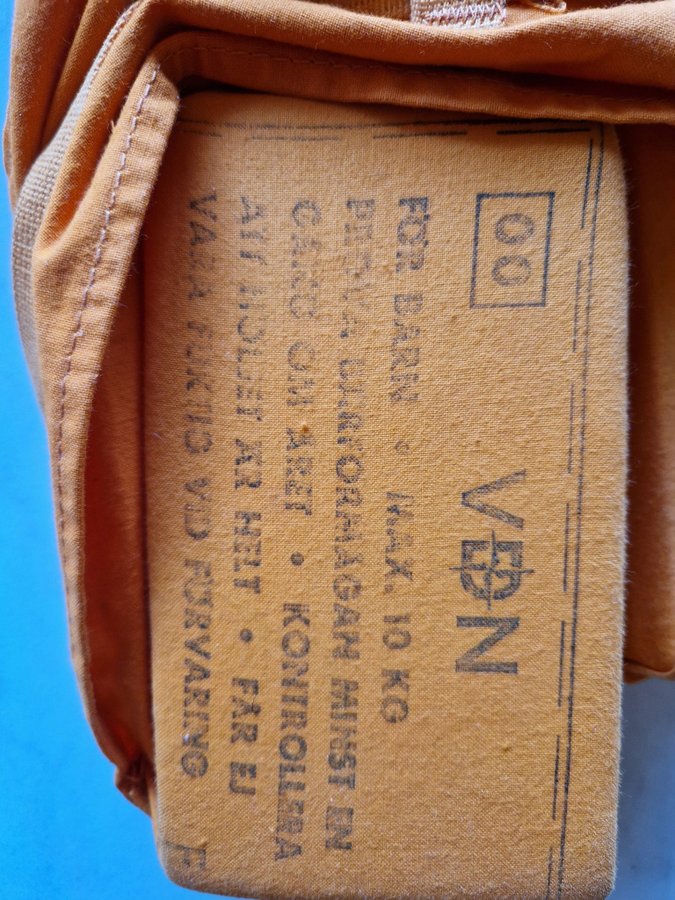 00 VEDN
FÖR BARN • MAX. 10 KG
PRÖVA BÄRFÖRMÅGAN MINST EN
GÅNG OM ÅRET • KONTROLLERA
ATT HÖLJET ÄR HELT • FÅR EJ
VARA FUKTIG VID FÖRVARING